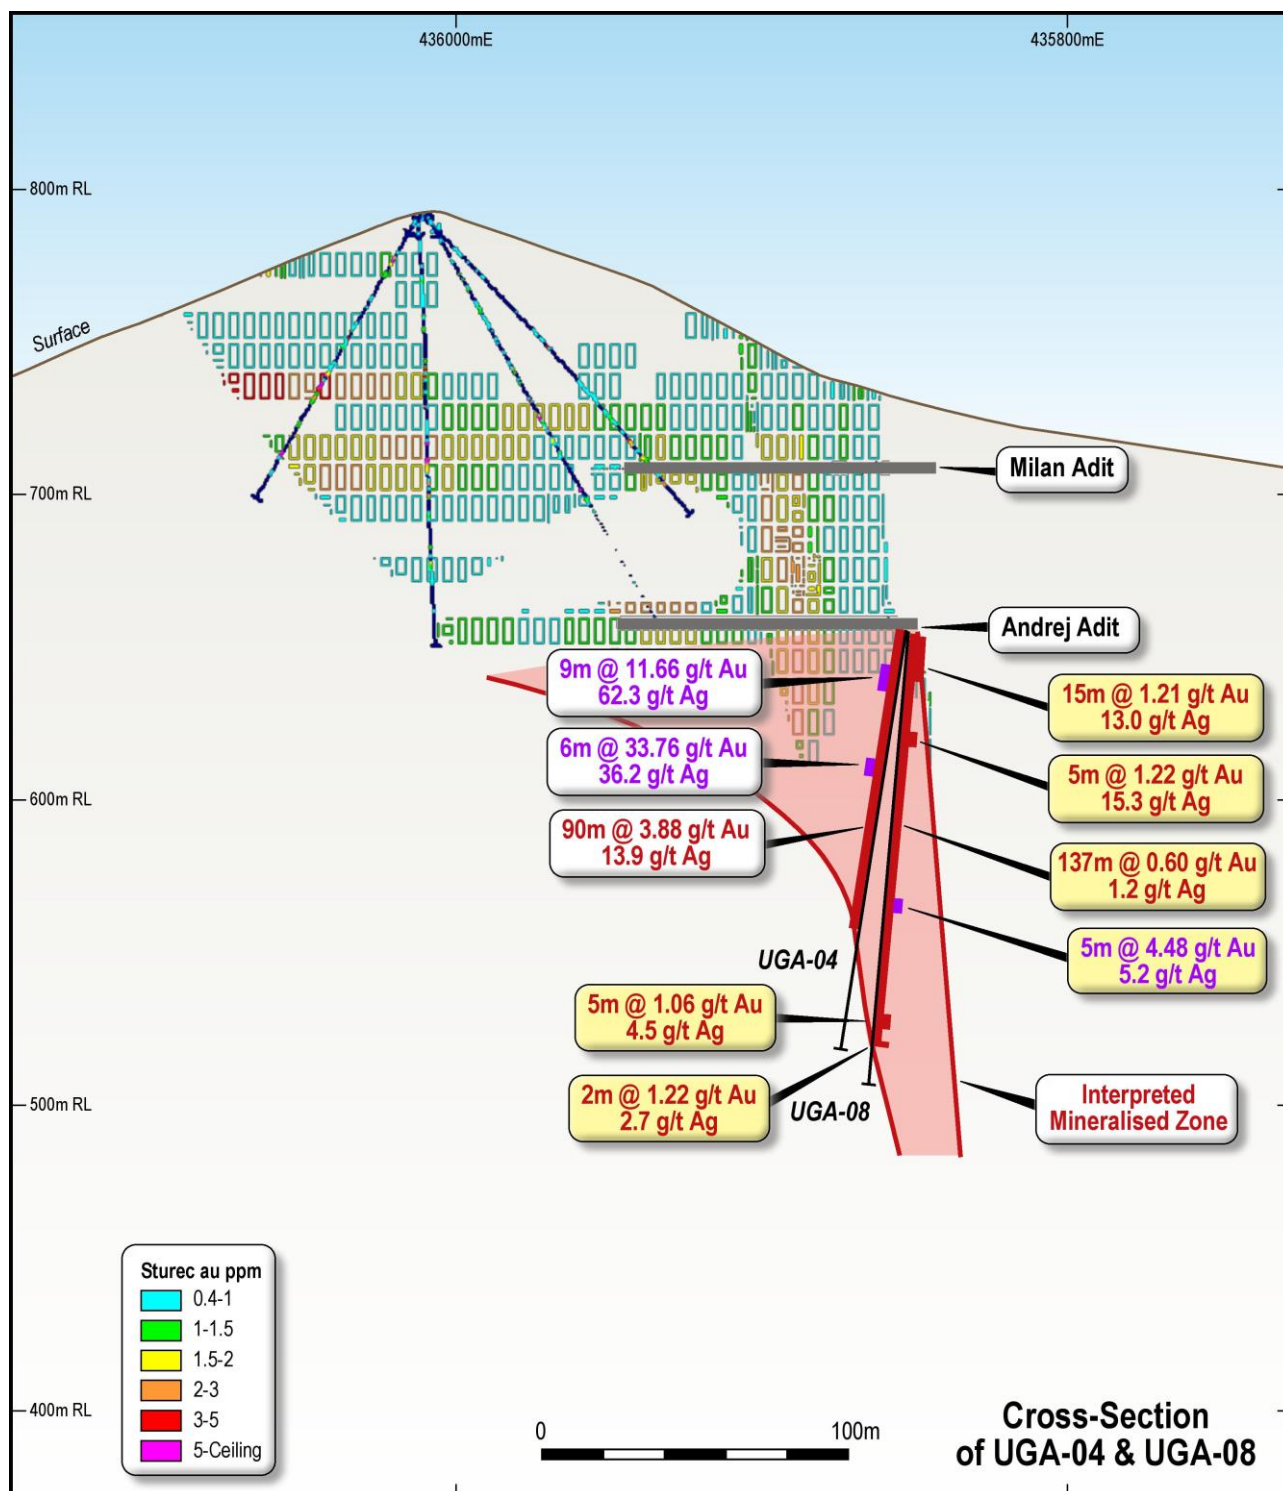 436000mE
435800mE
800m RL
Surface
Milan Adit
700m RL
Andrej Adit
9m @ 11.66 g/t Au
62.3 g/t Ag
15m @ 1.21 g/t Au
13.0 g/t Ag
6m @ 33.76 g/t Au
36.2 g/t Ag
5m @ 1.22 g/t Au
15.3 g/t Ag
600m RL
90m @ 3.88 g/t Au
13.9 g/t Ag
137m @ 0.60 g/t Au
1.2 g/t Ag
5m @ 4.48 g/t Au
5.2 g/t Ag
UGA-04
5m @ 1.06 g/t Au
4.5 g/t Ag
2m @ 1.22 g/t Au
2.7 g/t Ag
UGA-08
500m RL
Interpreted
Mineralised Zone
Sturec au ppm
0.4-1
1-1.5
1.5-2
2-3
3-5
5-Ceiling
400m RL
0
100m
Cross-Section
of UGA-04 & UGA-08